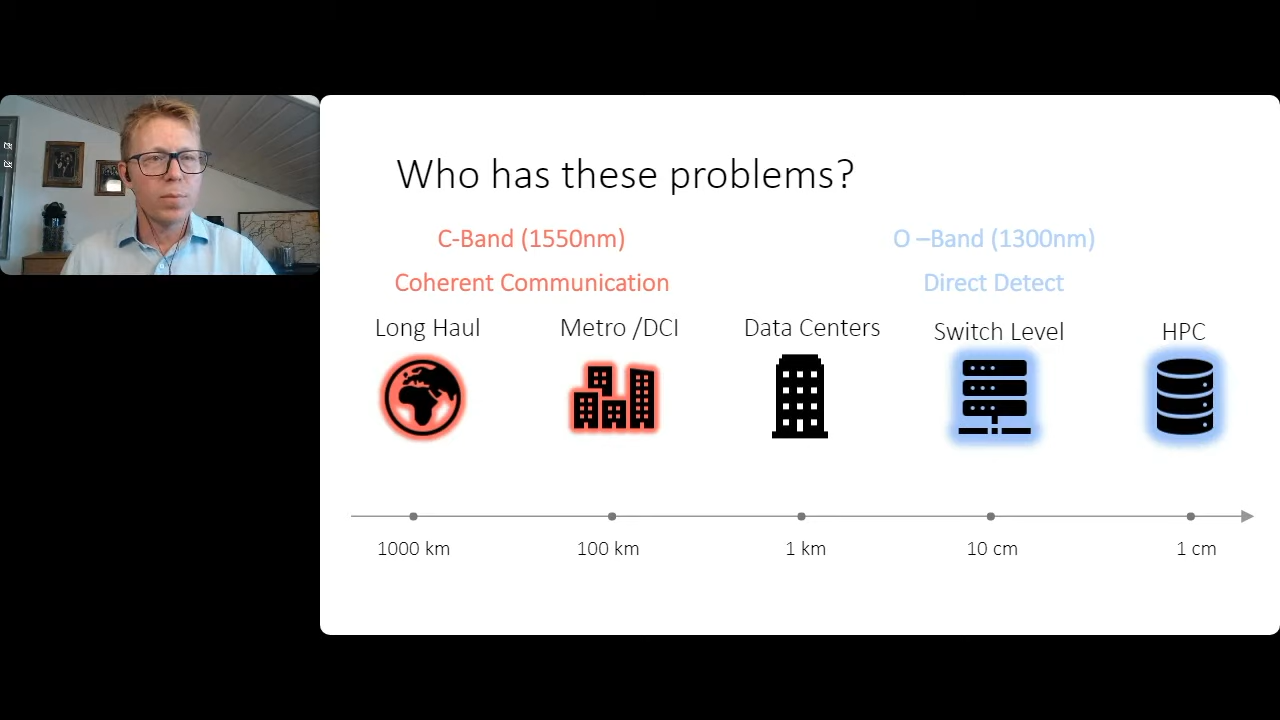 Who has these problems?
C-Band (1550nm)
O –Band (1300nm)
Coherent Communication
Direct Detect
Long Haul
Metro /DCI
Data Centers
Switch Level
HPC
1000 km
100 km
1 km
10 cm
1 cm